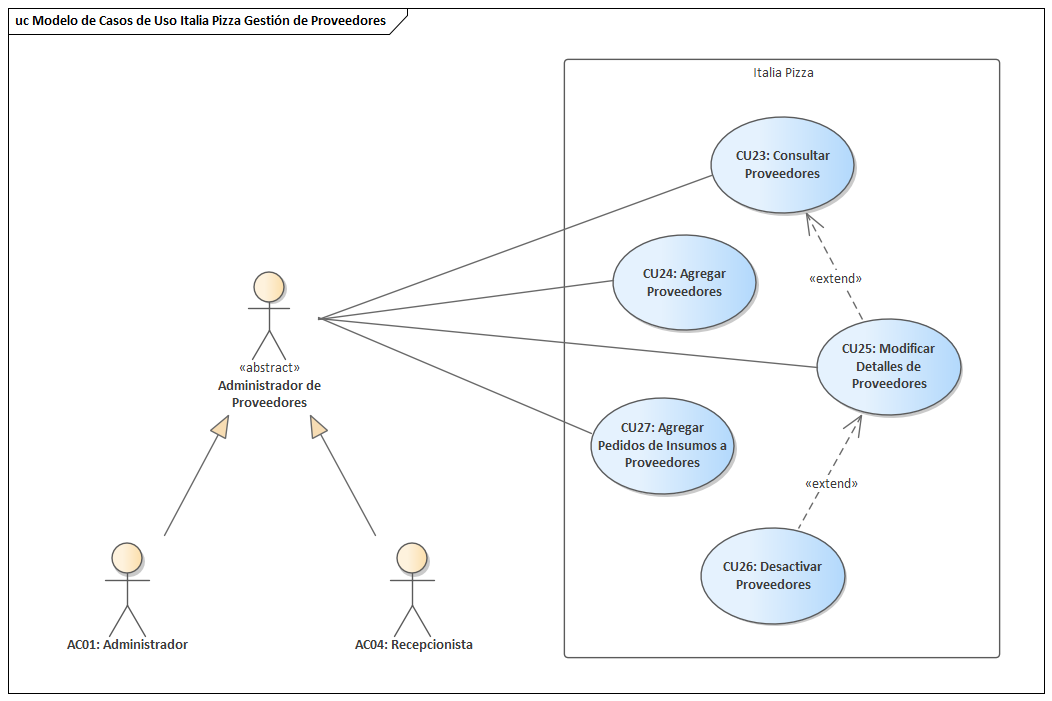 uc Modelo de Casos de Uso Italia Pizza Gestión de Proveedores
Italia Pizza
CU23: Consultar
Proveedores
CU24: Agregar
Proveedores
«extend»
CU25: Modificar
Detalles de
Proveedores
«abstract»
Administrador de
Proveedores
CU27: Agregar
Pedidos de Insumos a
Proveedores
«extend»
CU26: Desactivar
Proveedores
AC01: Administrador
AC04: Recepcionista